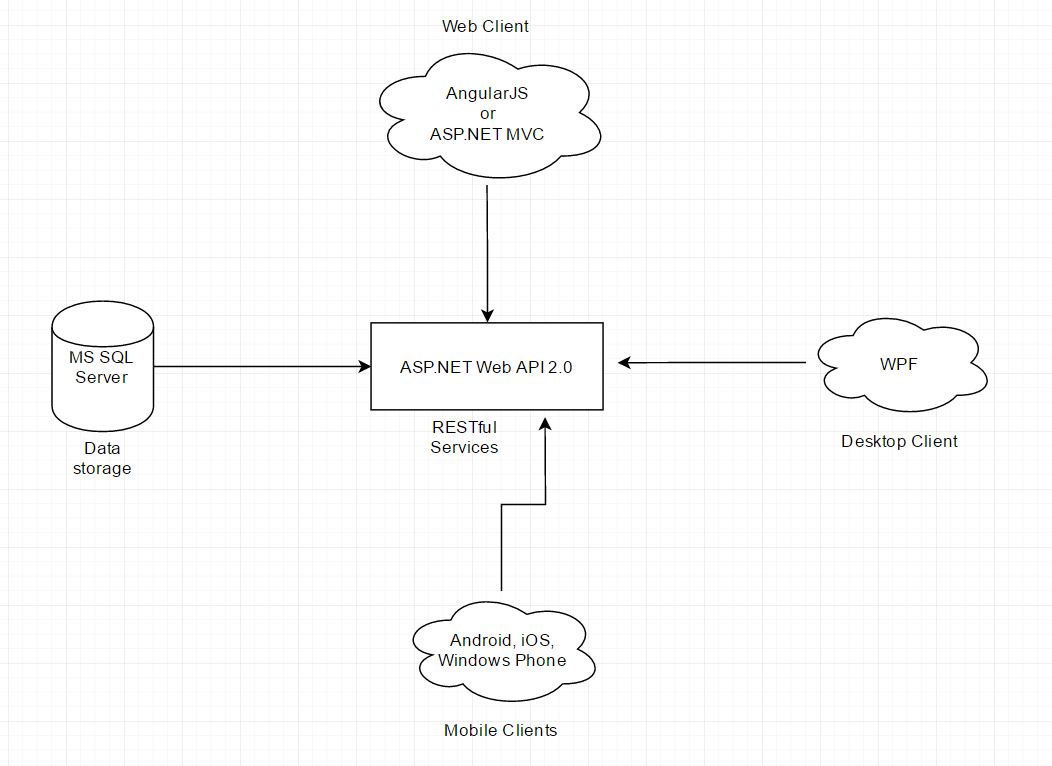 Web Client
AngularJS
or
ASP.NET MVC
MS SQL
Server
Data
storage
ASP.NET Web API 2.0
RESTful
Services
WPF
Desktop Client
Android, iOS,
Windows Phone
Mobile Clients